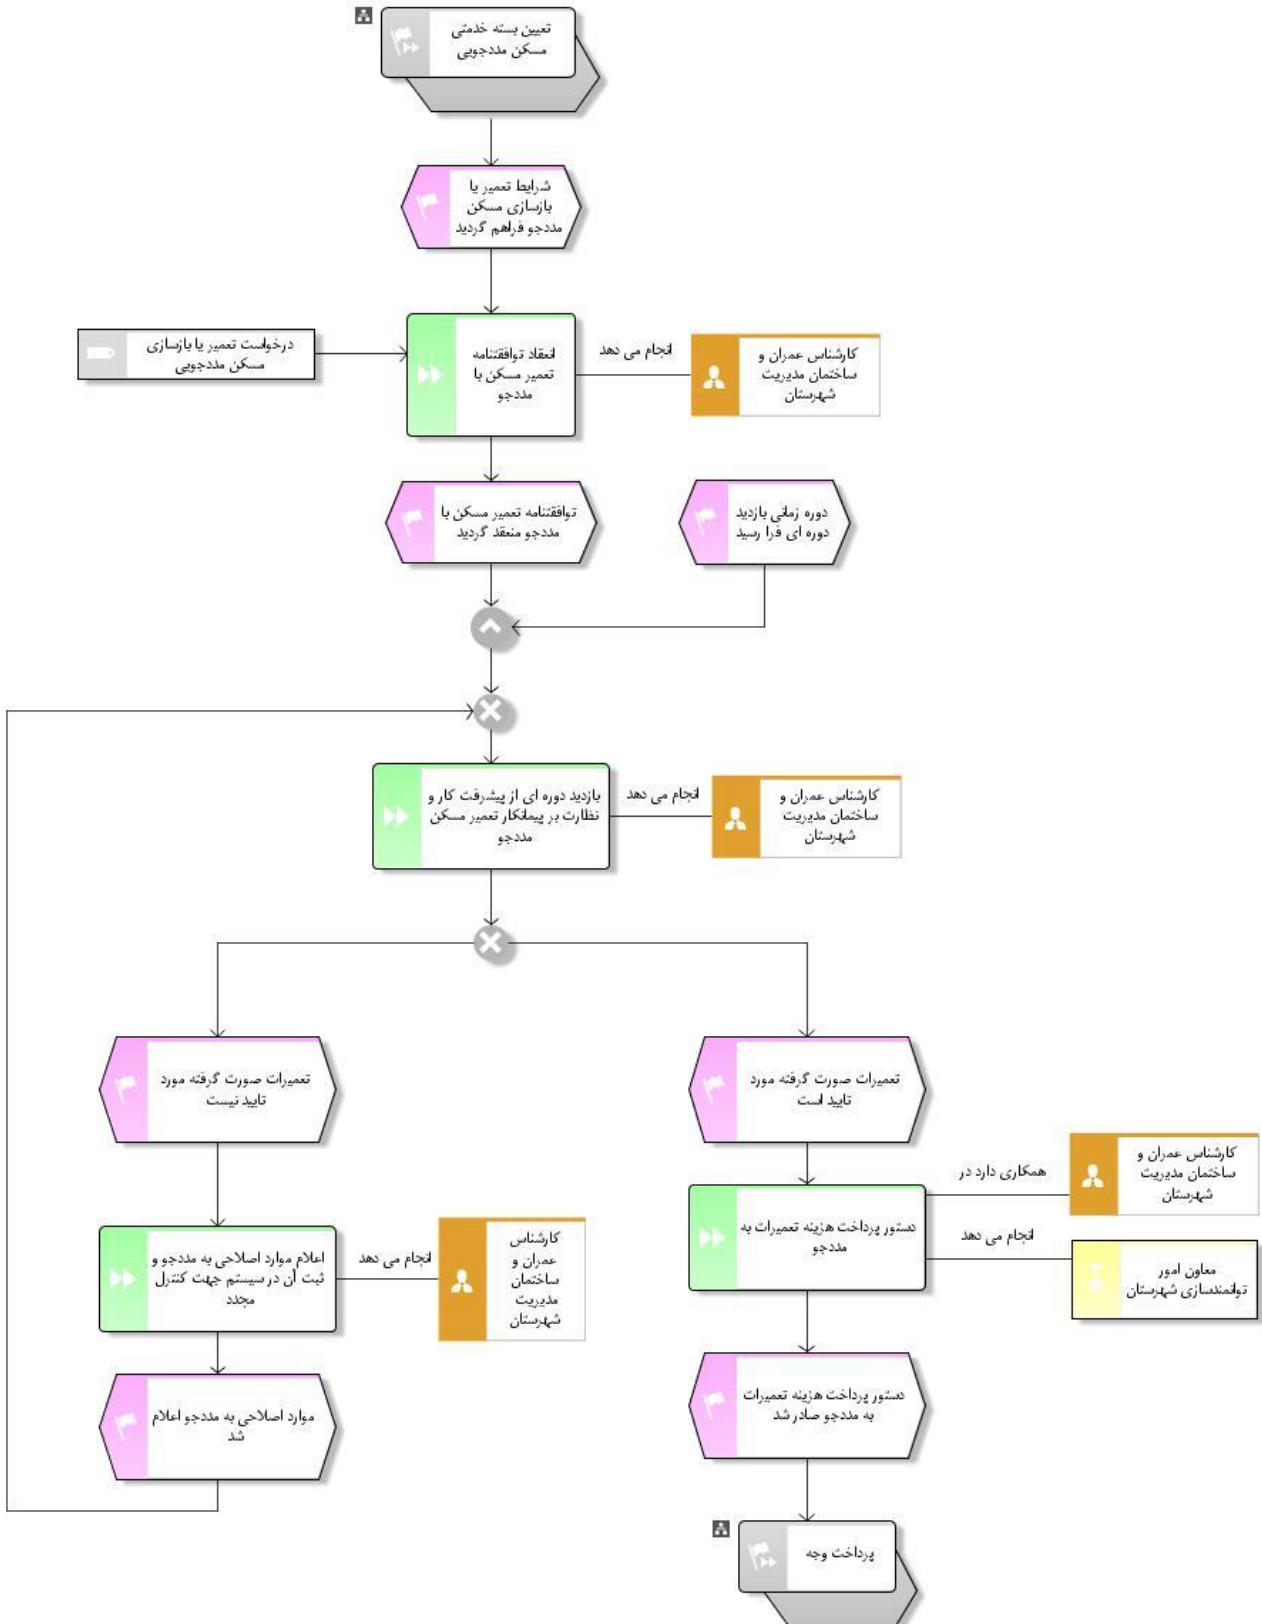 تعیین بسته خدمتی
مسکن مددجویی
شرایط تعمیر یا
بازسازی مسکن
مددجو فراهم گردید
درخواست تعمیر یا بازسازی
مسکن مددجویی
انعقاد توافقتنامه
تعمیر مسکن با
مددجو
انجام می دهد
کارشناس عمران و
ساختمان مدیریت
شهرستان
توافقتنامه تعمیر مسکن با
مددجو منعقد گردید
دوره زمانی بازدید
دوره ای فرا رسید
بازدید دوره ای از پیشرفت کار و
نظارت بر پیمانکار تعمیر مسکن
مددجو
انجام می دهد
کارشناس عمران و
ساختمان مدیریت
شهرستان
تعمیرات صورت گرفته مورد
تایید است
تعمیرات صورت گرفته مورد
تایید نیست
همکاری دارد در
کارشناس عمران و
ساختمان مدیریت
شهرستان
دستور پرداخت هزینه تعمیرات به
مددجو
انجام می دهد
معاون امور
توانمندسازی شهرستان
اعلام موارد اصلاحی به مددجو و
ثبت آن در سیستم جهت کنترل
مجدد
انجام می دهد
کارشناس
عمران و
ساختمان
مدیریت
شهرستان
دستور پرداخت هزینه تعمیرات
به مددجو صادر شد
موارد اصلاحی به مددجو اعلام
شد
پرداخت وجه